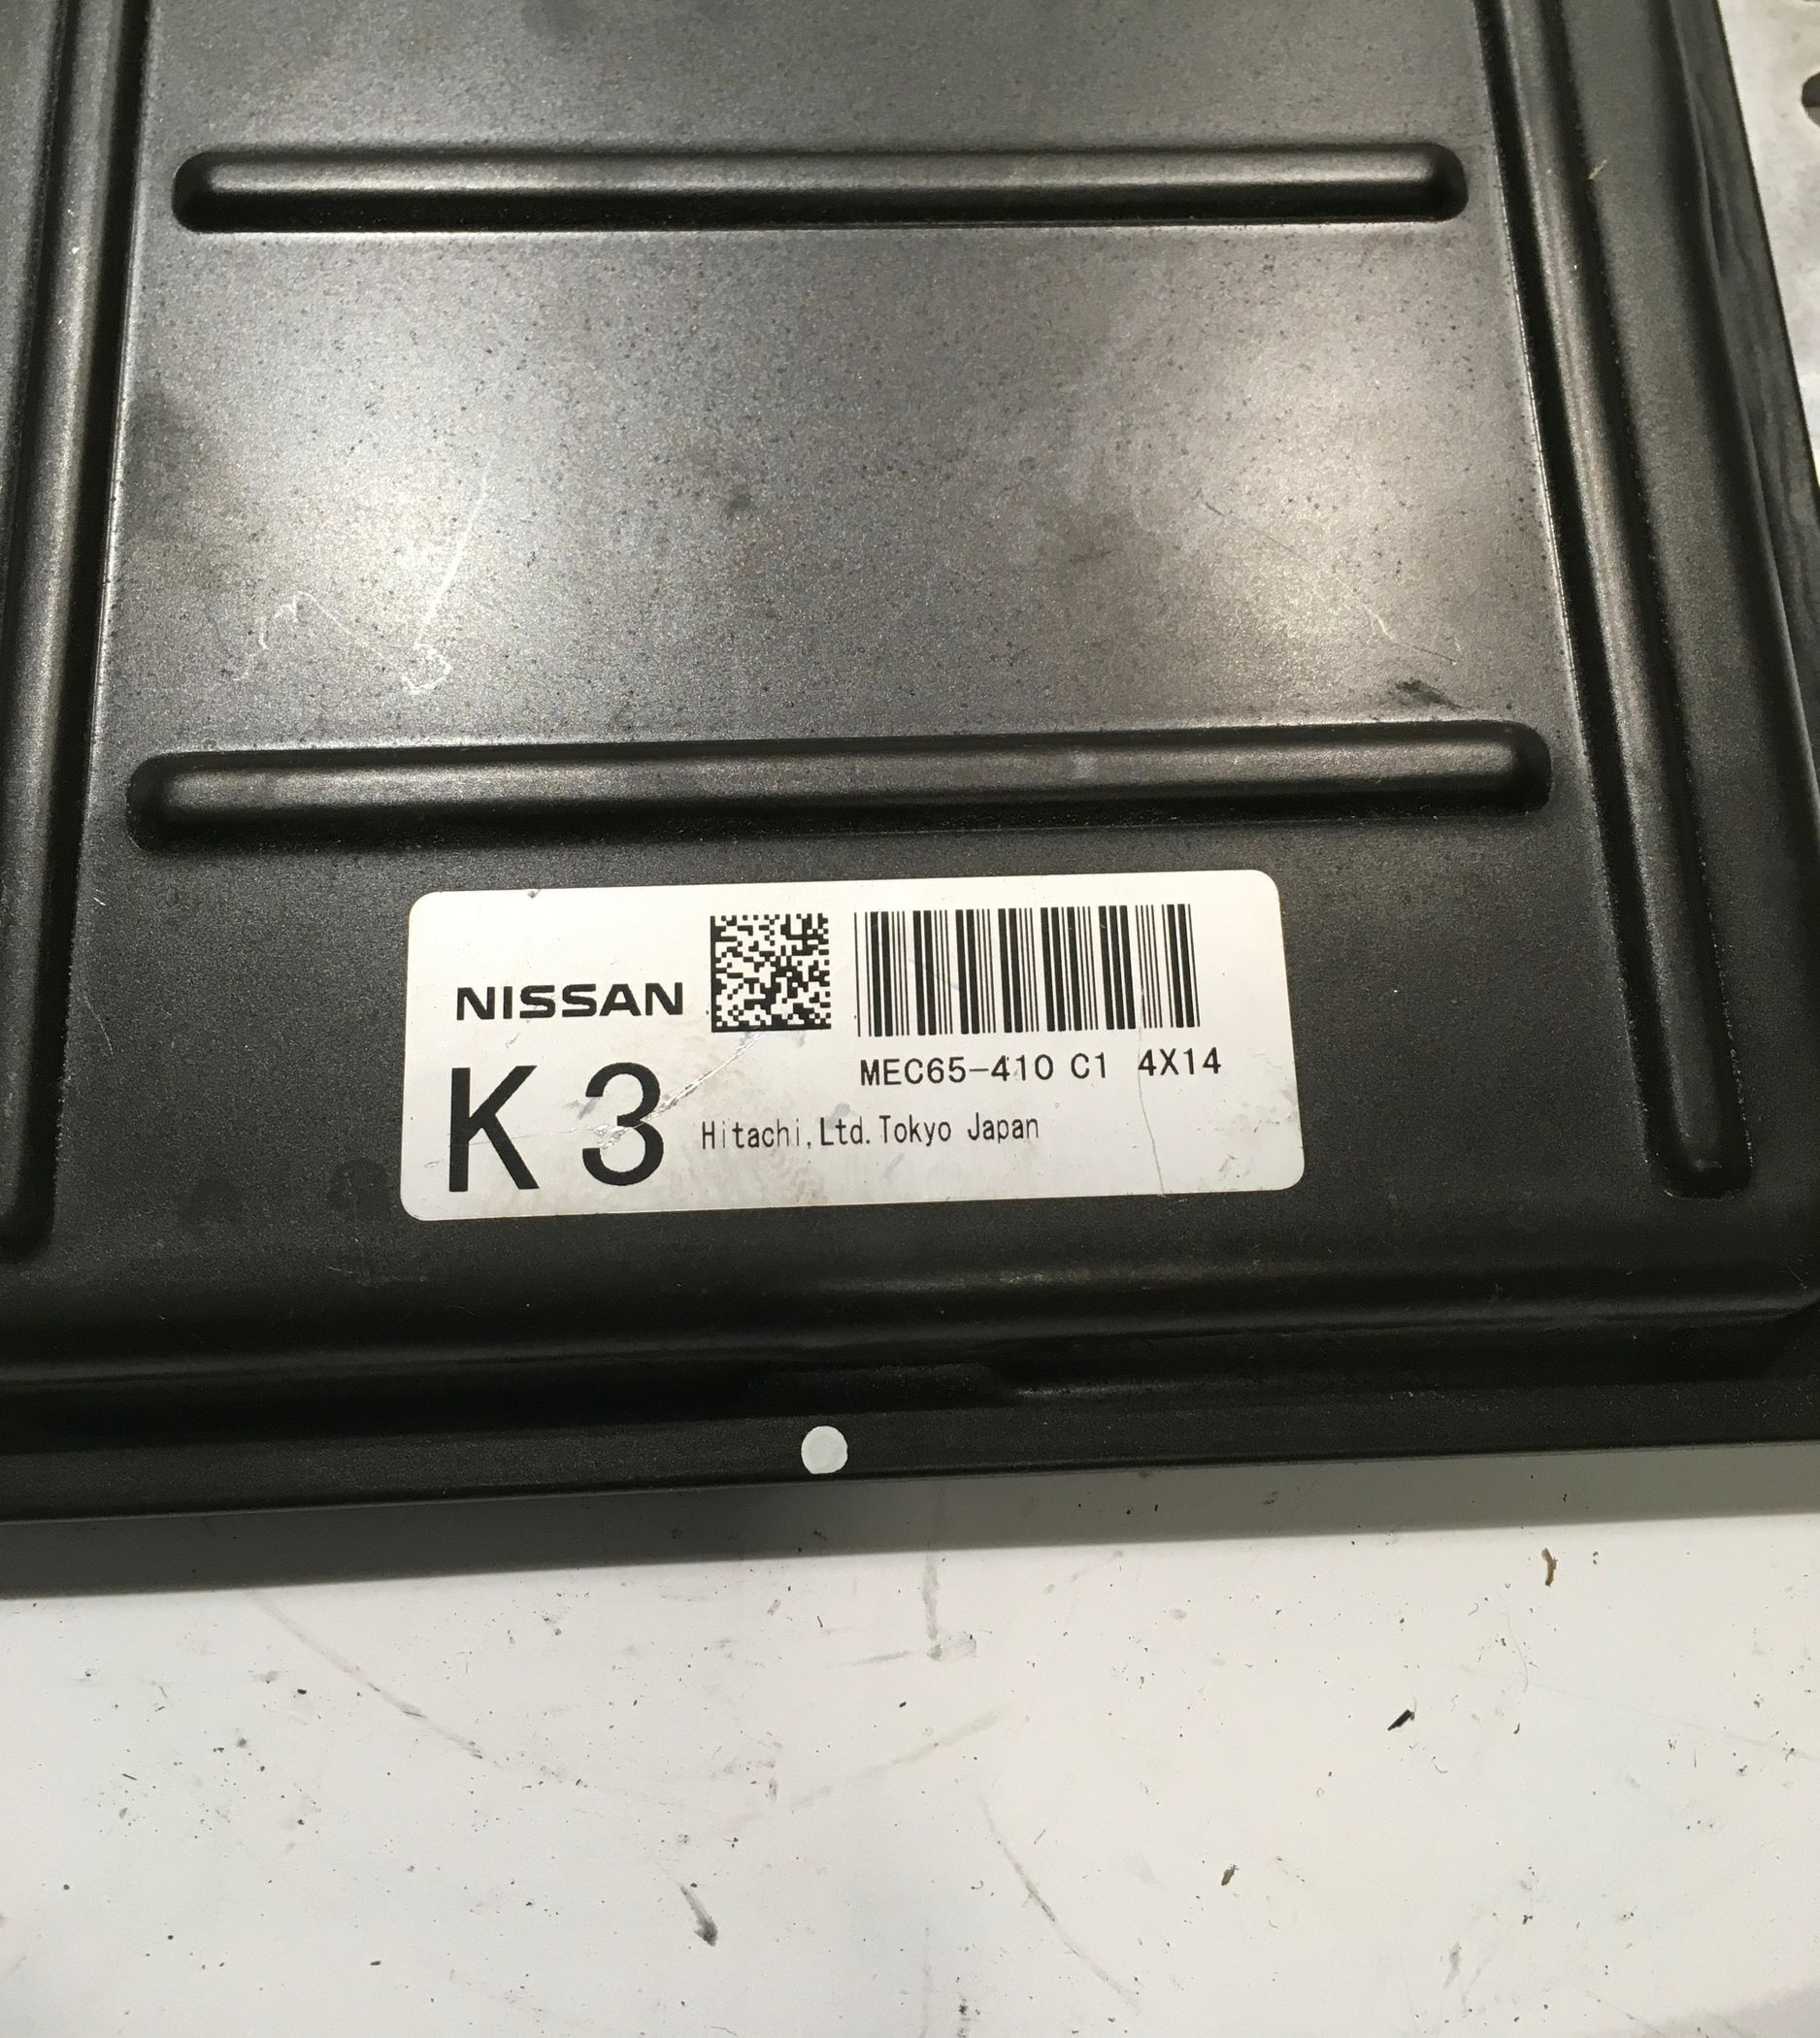 NISSAN
MEC65-410 C1 4X14
K3
Hitachi,Ltd.Tokyo Japan